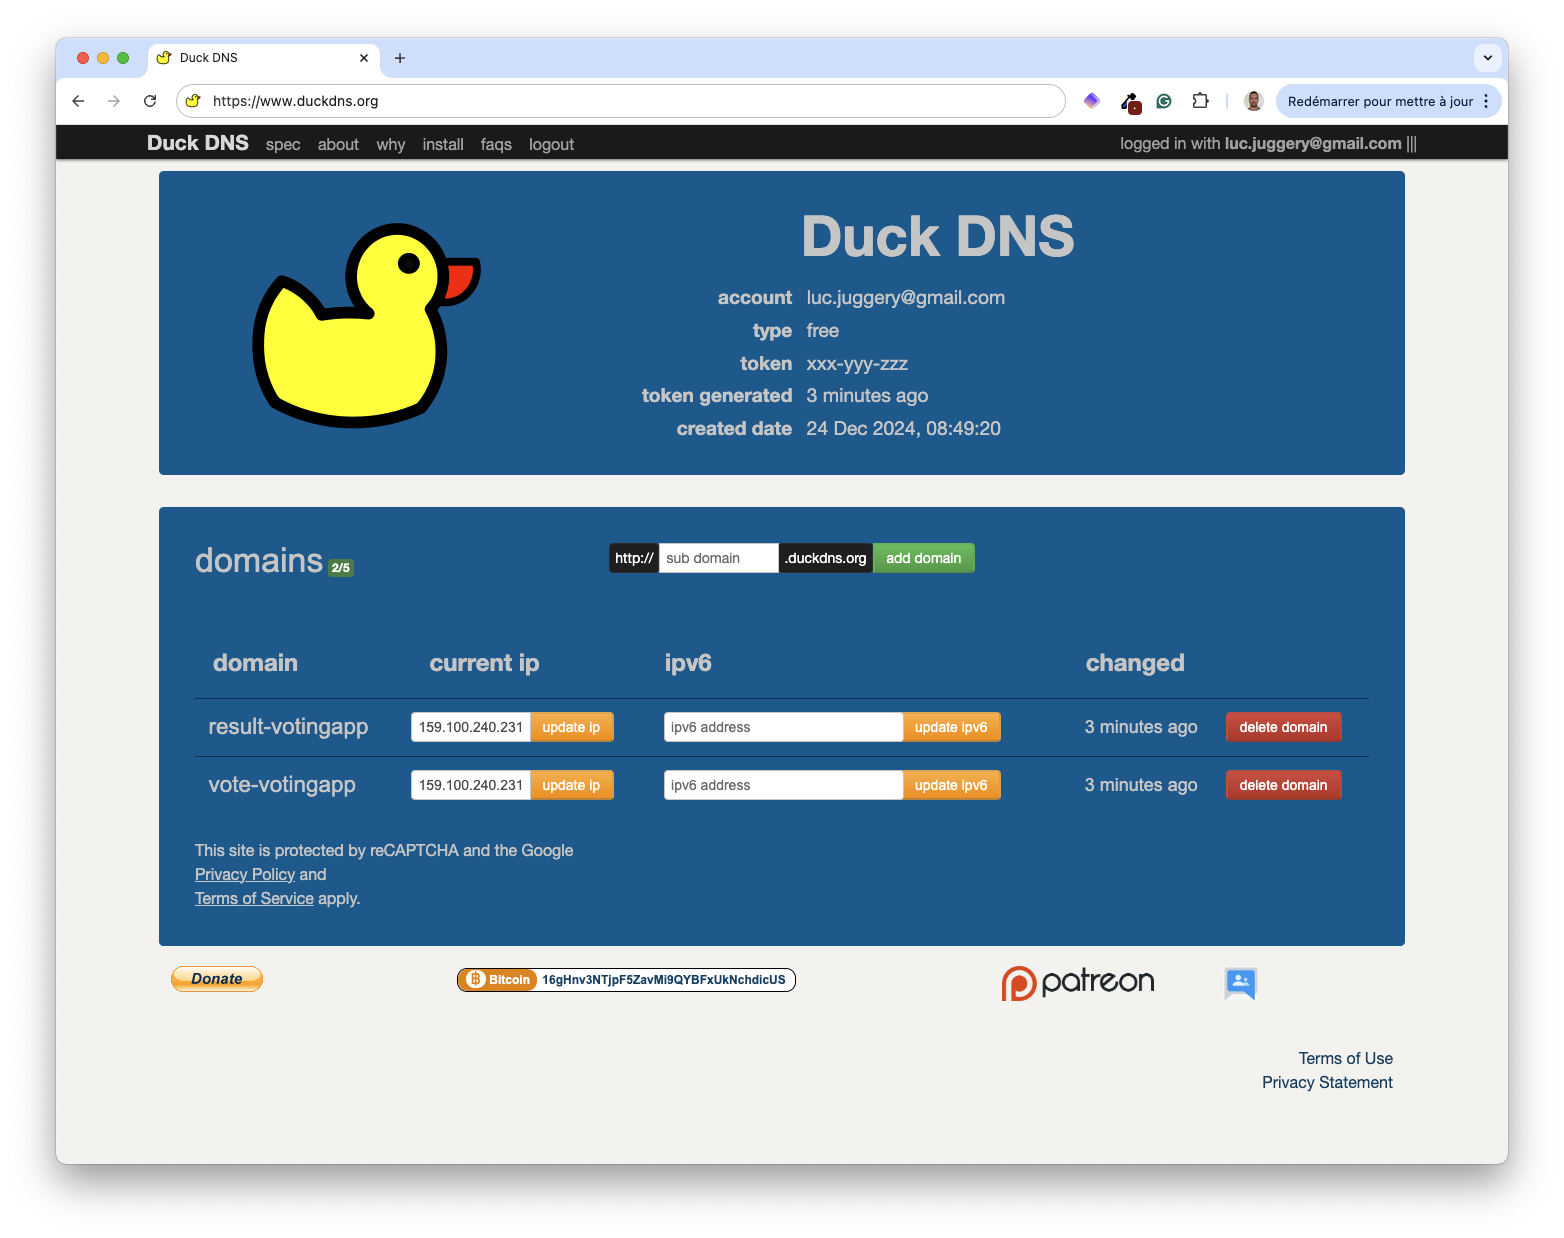 Duck DNS
https://www.duckdns.org
Redémarrer pour mettre à jour
Duck DNS spec about why install faqs logout logged in with luc.juggery@gmail.com |||
Duck DNS
account luc.juggery@gmail.com
type free
token xxx-yyy-zzz
token generated 3 minutes ago
created date 24 Dec 2024, 08:49:20
domains 2/5 http:// sub domain .duckdns.org add domain
domain current ip ipv6 changed
result-votingapp 159.100.240.231 update ip ipv6 address update ipv6 3 minutes ago delete domain
vote-votingapp 159.100.240.231 update ip ipv6 address update ipv6 3 minutes ago delete domain
This site is protected by reCAPTCHA and the Google
Privacy Policy and
Terms of Service apply.
Donate Bitcoin 16gHnv3NTjpF5ZavMi9QYBFxUkNchdicUS patreon
Terms of Use
Privacy Statement